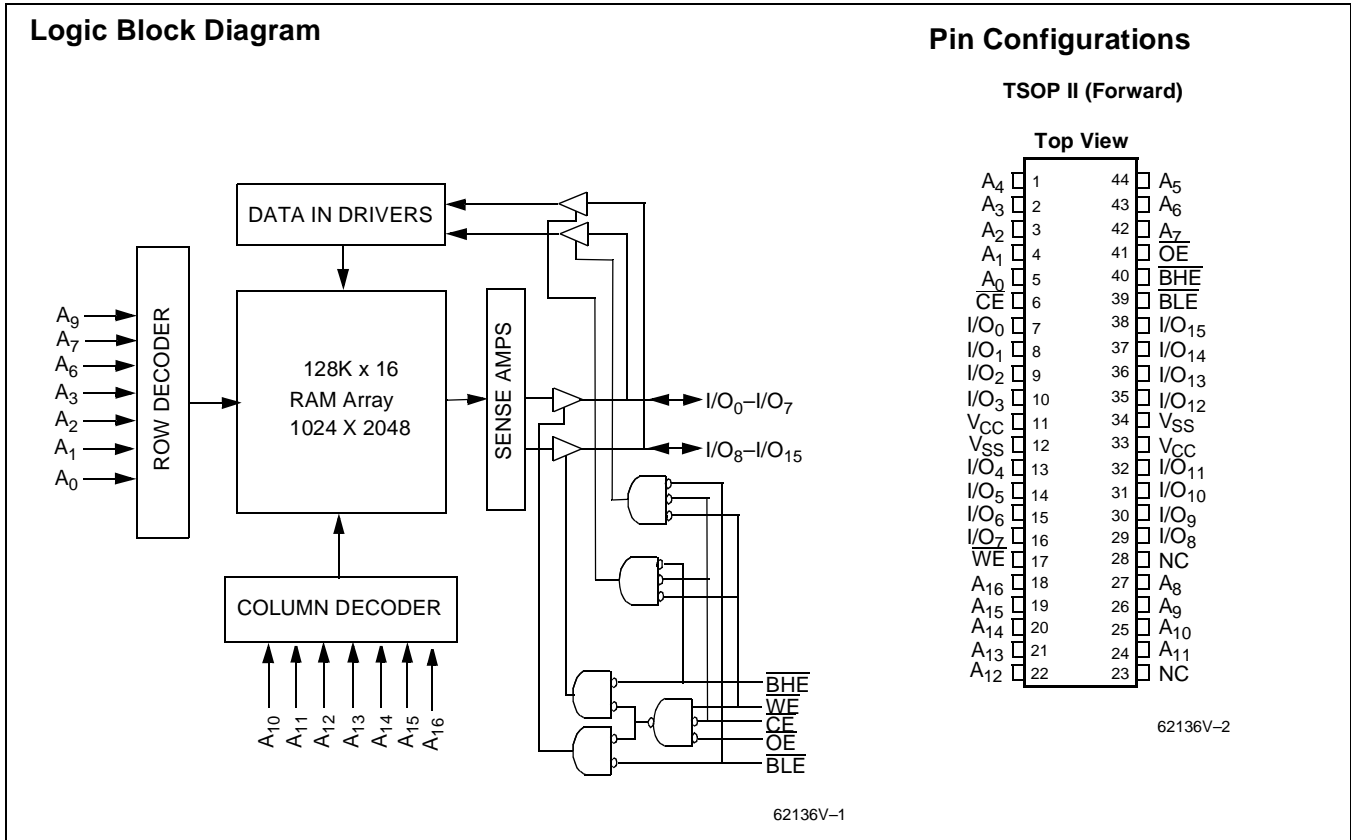 Logic Block Diagram
DATA IN DRIVERS
A9
A7
A6
A3
A2
A1
A0
ROW DECODER
128K x 16
RAM Array
1024 X 2048
SENSE AMPS
I/O0–I/O7
I/O8–I/O15
COLUMN DECODER
A10
A11
A12
A13
A14
A15
A16
BHE
WE
CE
OE
BLE
62136V–1
Pin Configurations
TSOP II (Forward)
Top View
A4 1 44 A5
A3 2 43 A6
A2 3 42 A7
A1 4 41 OE
A0 5 40 BHE
CE 6 39 BLE
I/O0 7 38 I/O15
I/O1 8 37 I/O14
I/O2 9 36 I/O13
I/O3 10 35 I/O12
VCC 11 34 VSS
VSS 12 33 VCC
I/O4 13 32 I/O11
I/O5 14 31 I/O10
I/O6 15 30 I/O9
I/O7 16 29 I/O8
WE 17 28 NC
A16 18 27 A8
A15 19 26 A9
A14 20 25 A10
A13 21 24 A11
A12 22 23 NC
62136V–2